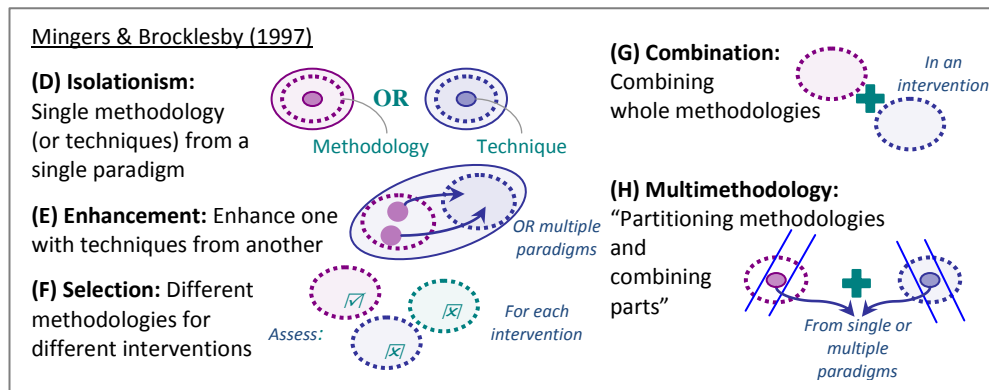 Mingers & Brocklesby (1997)
(D) Isolationism:
Single methodology
(or techniques) from a
single paradigm
OR
Methodology
Technique
(E) Enhancement: Enhance one
with techniques from another
OR multiple
paradigms
(F) Selection: Different
methodologies for
different interventions
Assess:
For each
intervention
(G) Combination:
Combining
whole methodologies
In an
intervention
(H) Multimethodology:
“Partitioning methodologies
and
combining
parts”
From single or
multiple
paradigms